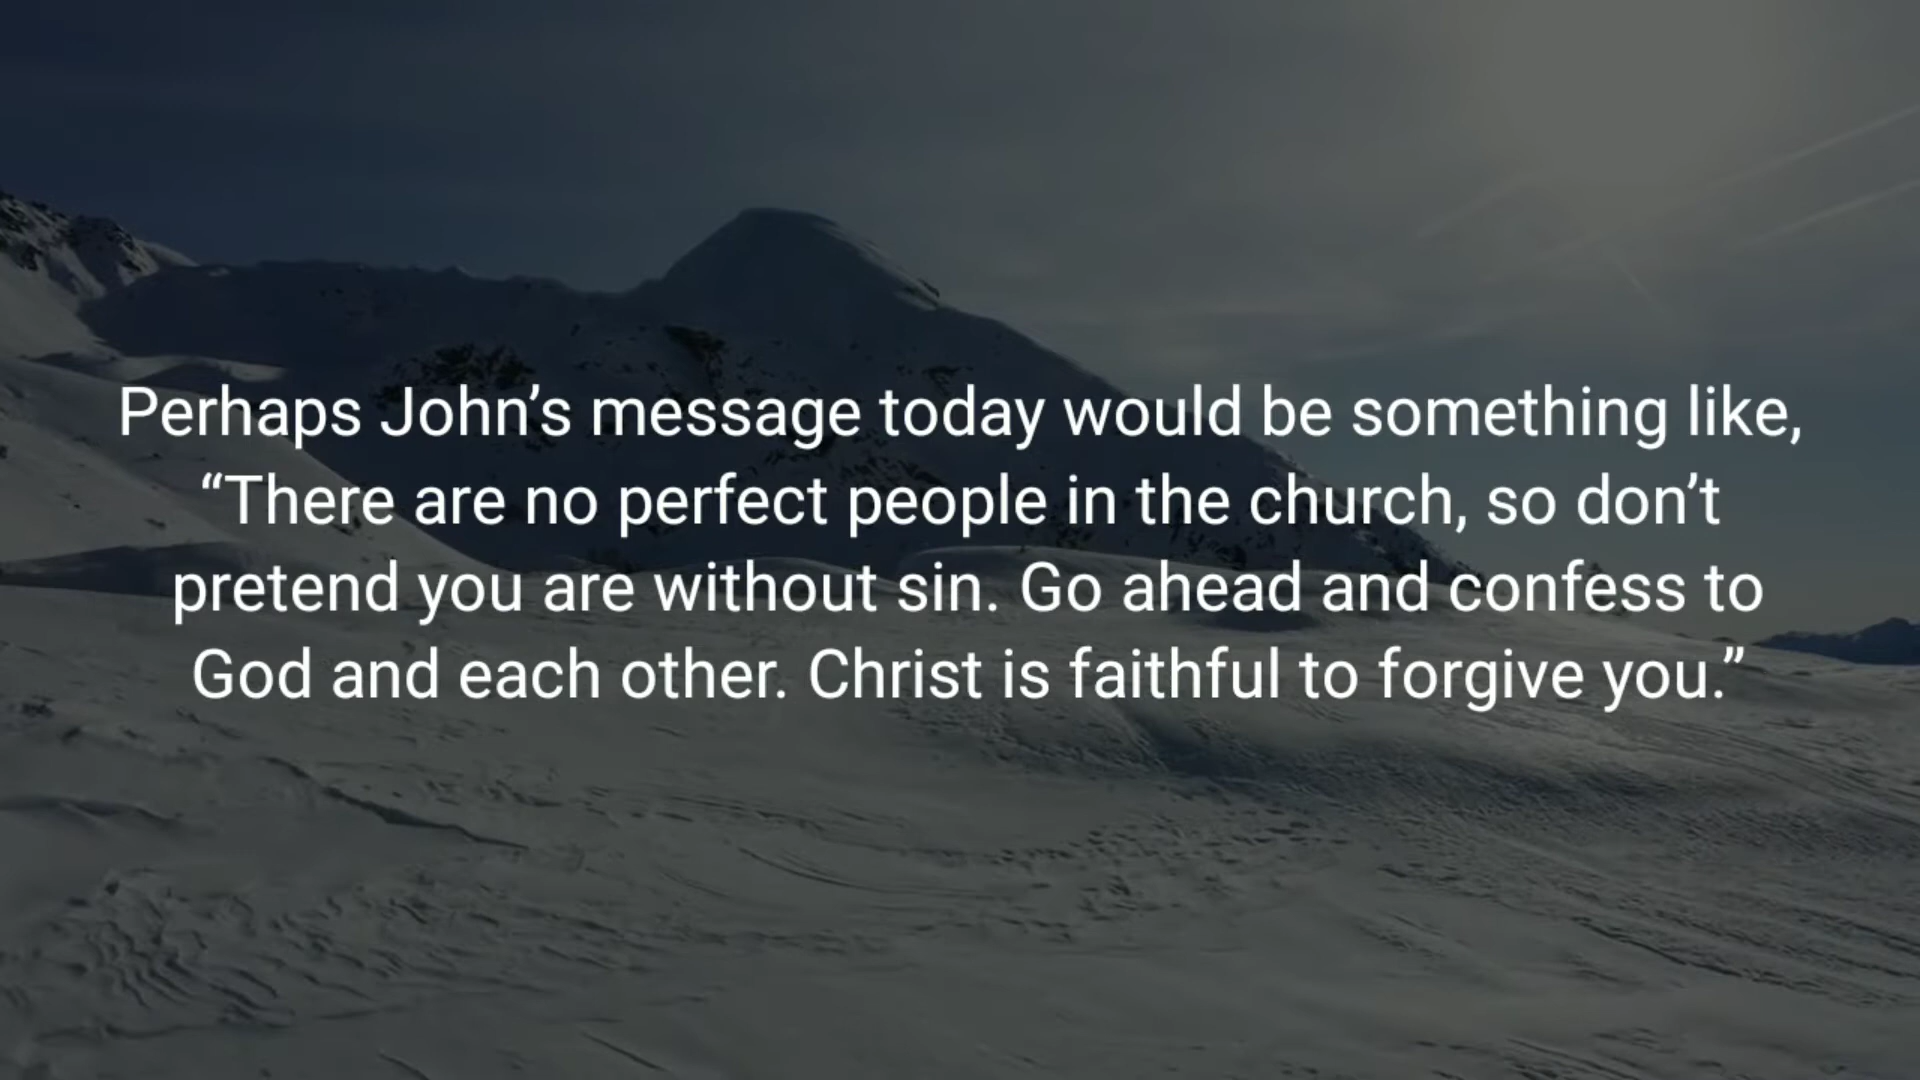 Perhaps John’s message today would be something like,
“There are no perfect people in the church, so don’t
pretend you are without sin. Go ahead and confess to
God and each other. Christ is faithful to forgive you.”